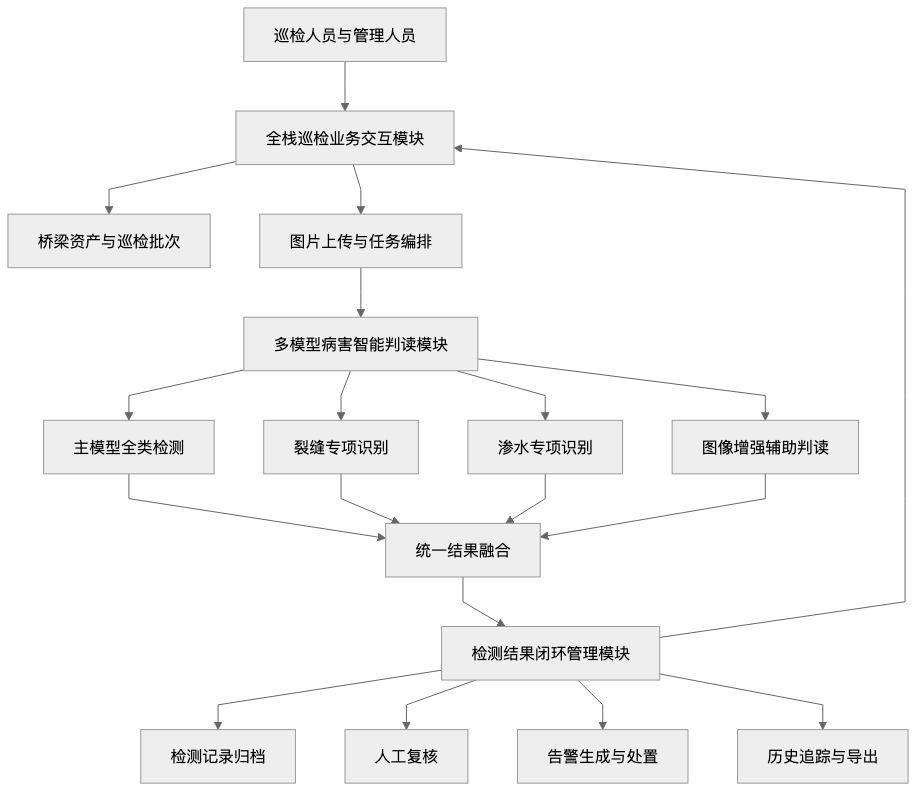 巡检人员与管理人员
全栈巡检业务交互模块
桥梁资产与巡检批次
图片上传与任务编排
多模型病害智能判读模块
主模型全类检测
裂缝专项识别
渗水专项识别
图像增强辅助判读
统一结果融合
检测结果闭环管理模块
检测记录归档
人工复核
告警生成与处置
历史追踪与导出